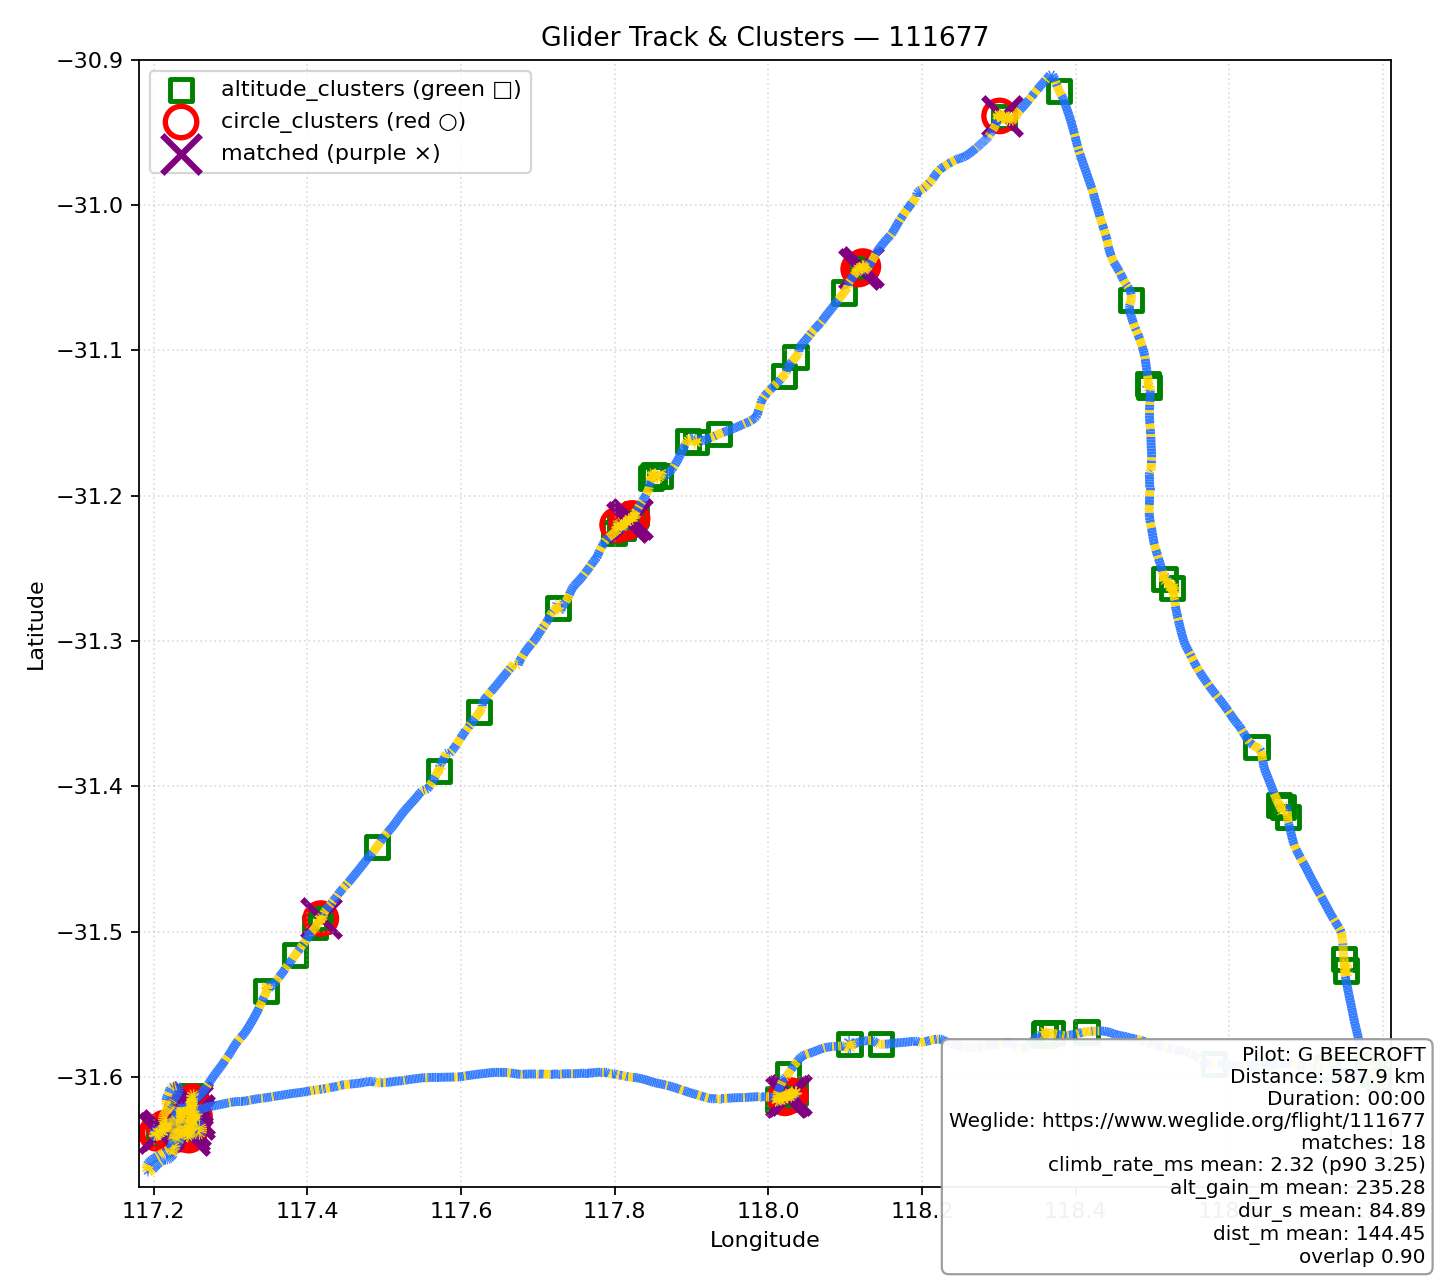 Glider Track & Clusters — 111677
altitude_clusters (green □)
circle_clusters (red ○)
matched (purple ×)
Latitude
−30.9
−31.0
−31.1
−31.2
−31.3
−31.4
−31.5
−31.6
117.2
117.4
117.6
117.8
118.0
118.2
118.4
Longitude
Pilot: G BEECROFT
Distance: 587.9 km
Duration: 00:00
Weglide: https://www.weglide.org/flight/111677
matches: 18
climb_rate_ms mean: 2.32 (p90 3.25)
alt_gain_m mean: 235.28
dur_s mean: 84.89
dist_m mean: 144.45
overlap 0.90